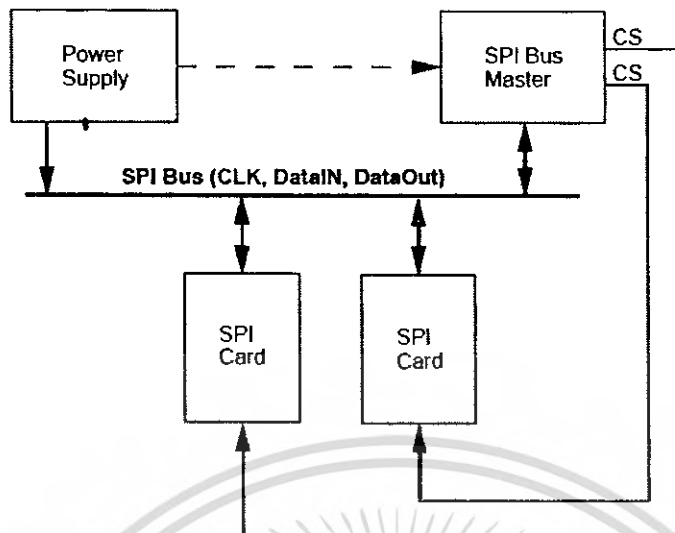 Power
Supply
SPI Bus
Master
CS
CS
SPI Bus (CLK, DataIN, DataOut)
SPI
Card
SPI
Card